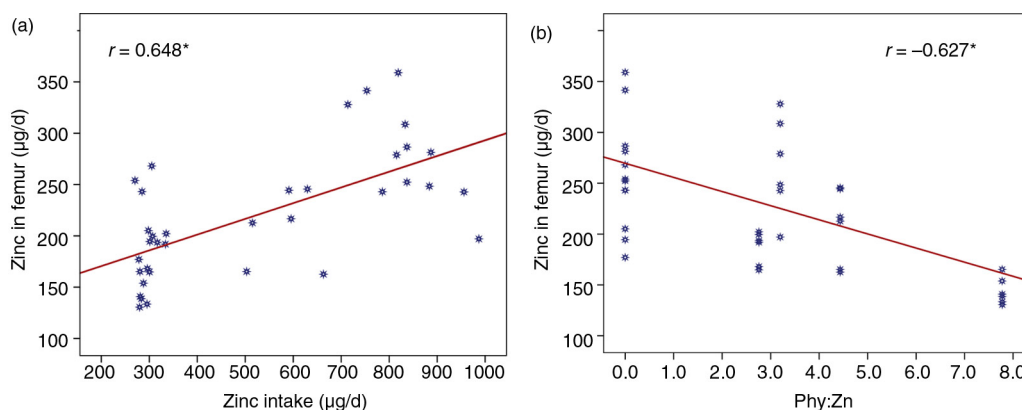 (a)
r = 0.648*
Zinc in femur (µg/d)
350
300
250
200
150
100
200 300 400 500 600 700 800 900 1000
Zinc intake (µg/d)
(b)
r = –0.627*
Zinc in femur (µg/d)
350
300
250
200
150
100
0.0 1.0 2.0 3.0 4.0 5.0 6.0 7.0 8.0
Phy:Zn